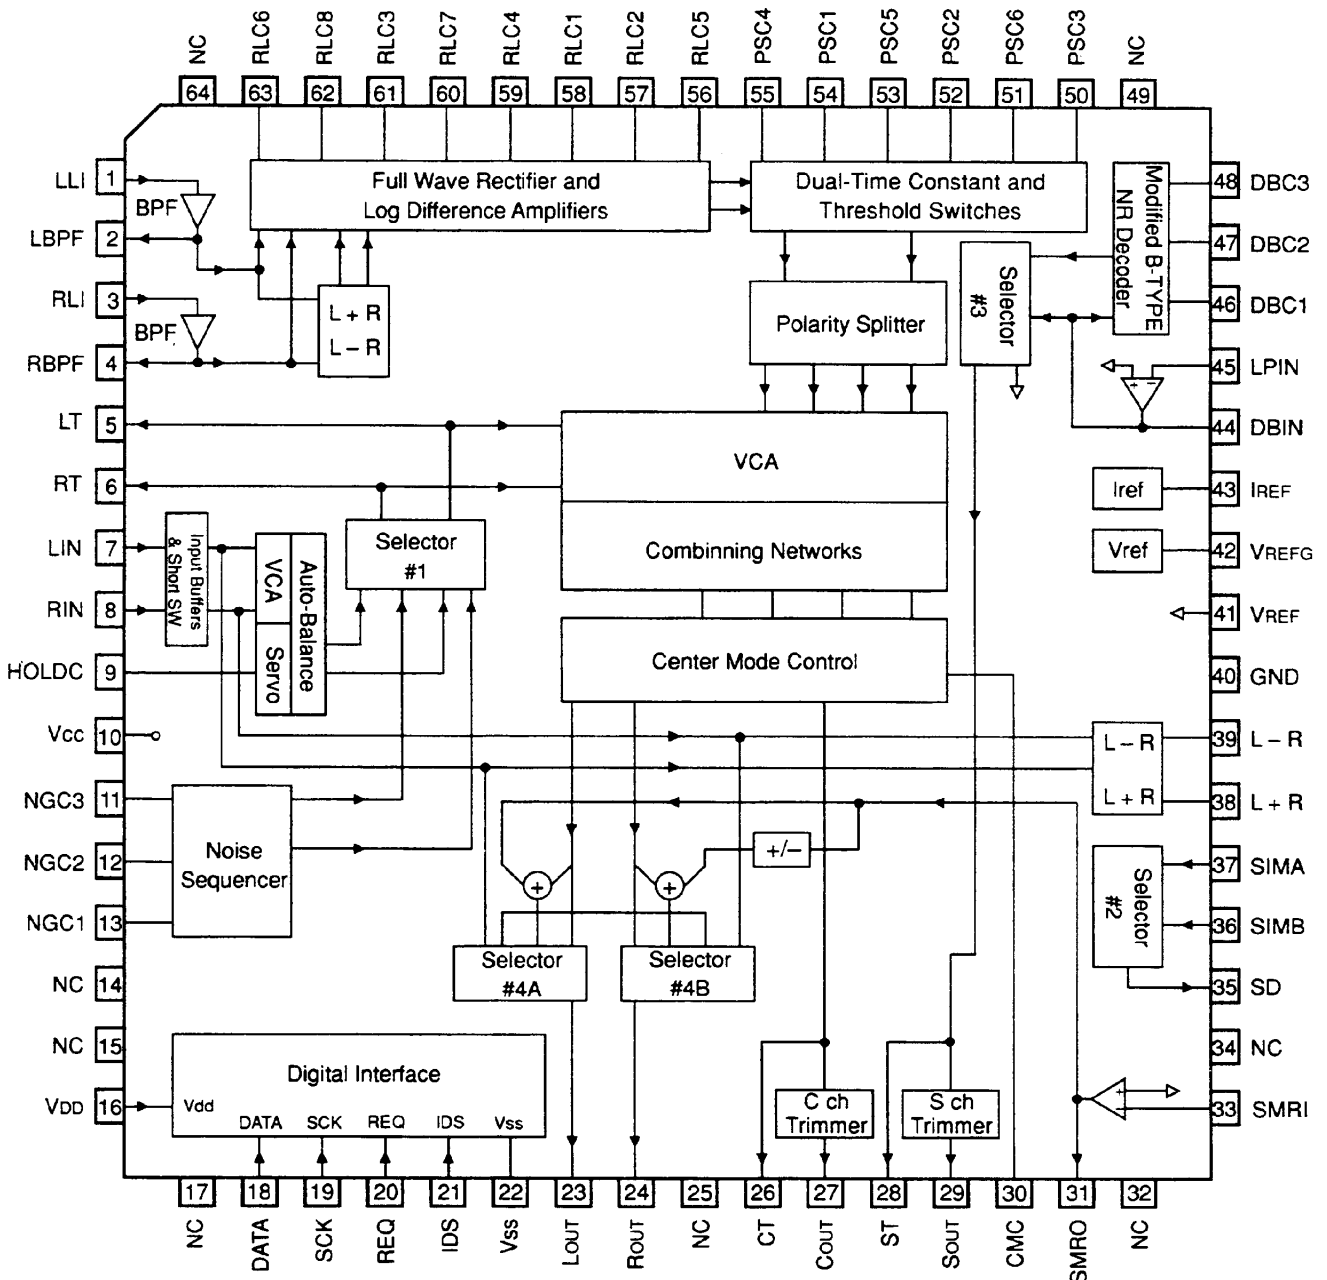 NC
RLC6
RLC8
RLC3
RLC7
RLC4
RLC1
RLC2
RLC5
PSC4
PSC1
PSC5
PSC2
PSC6
PSC3
NC
64
63
62
61
60
59
58
57
56
55
54
53
52
51
50
49
LLI
1
BPF
LBPF
2
RLI
3
BPF
RBPF
4
LT
5
RT
6
LIN
7
RIN
8
HOLDC
9
Vcc
10
NGC3
11
NGC2
12
NGC1
13
NC
14
NC
15
VDD
16
Full Wave Rectifier and
Log Difference Amplifiers
Dual-Time Constant and
Threshold Switches
L + R
L – R
Polarity Splitter
Selector
#3
Modified B-TYPE
NR Decoder
+
–
VCA
Combinning Networks
Iref
Vref
Input Buffers
& Short SW
VCA
Servo
Auto-Balance
Selector
#1
Center Mode Control
L – R
L + R
Noise
Sequencer
+/–
+
+
Selector
#4A
Selector
#4B
Selector
#2
Digital Interface
Vdd
DATA
SCK
REQ
IDS
Vss
C ch
Trimmer
S ch
Trimmer
+
–
48
DBC3
47
DBC2
46
DBC1
45
LPIN
44
DBIN
43
IREF
42
VREFG
41
VREF
40
GND
39
L – R
38
L + R
37
SIMA
36
SIMB
35
SD
34
NC
33
SMRI
17
18
19
20
21
22
23
24
25
26
27
28
29
30
31
32
NC
DATA
SCK
REQ
IDS
Vss
LOUT
ROUT
NC
CT
COUT
ST
SOUT
CMC
SMRO
NC